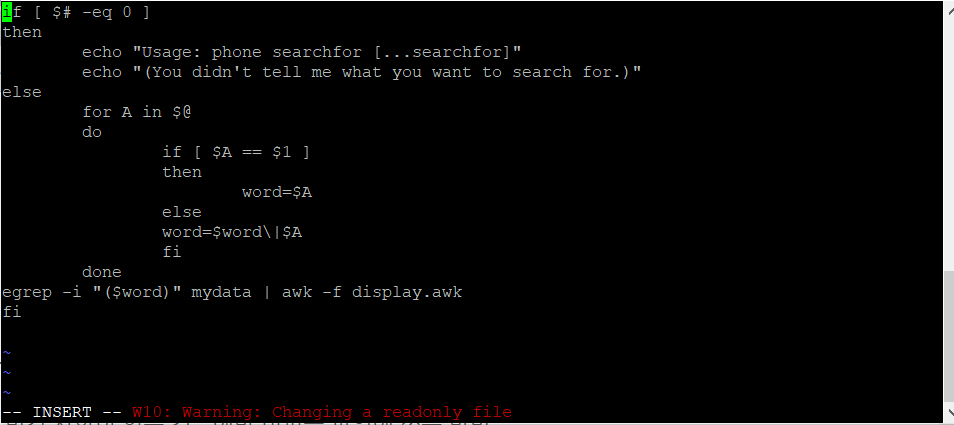 if [ $# -eq 0 ]
then
        echo "Usage: phone searchfor [...searchfor]"
        echo "(You didn't tell me what you want to search for.)"
else
        for A in $@
        do
                if [ $A == $1 ]
                then
                        word=$A
                else
                word=$word\|$A
                fi
        done
egrep -i "($word)" mydata | awk -f display.awk
fi
~
~
~
-- INSERT -- W10: Warning: Changing a readonly file